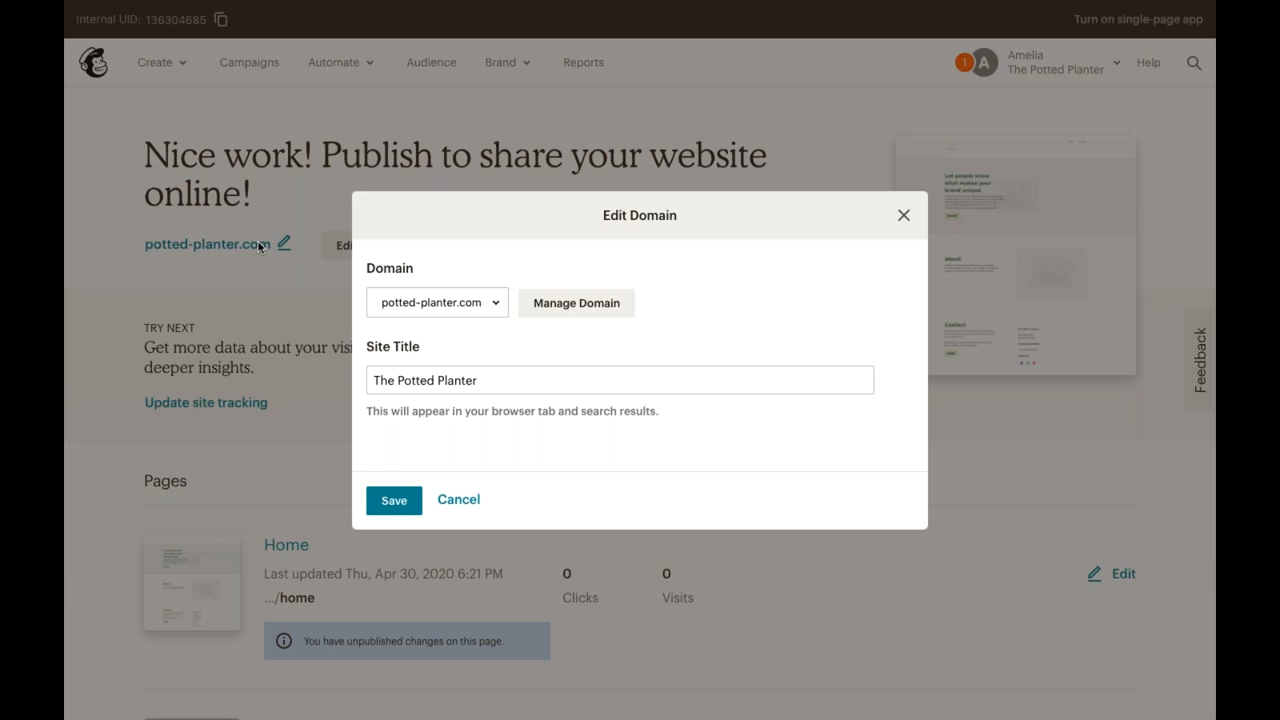 Internal UID: 136304685
Turn on single-page app
Create
Campaigns
Automate
Audience
Brand
Reports
1
A
Amelia
The Potted Planter
Help
Nice work! Publish to share your website
online!
potted-planter.com
Edi
Edit Domain
Domain
potted-planter.com
Manage Domain
Site Title
The Potted Planter
This will appear in your browser tab and search results.
Save
Cancel
Let people know
what makes your
brand unique
About
Contact
TRY NEXT
Get more data about your visi
deeper insights.
Update site tracking
Feedback
Pages
Home
Last updated Thu, Apr 30, 2020 6:21 PM
.../home
0
Clicks
0
Visits
Edit
You have unpublished changes on this page.